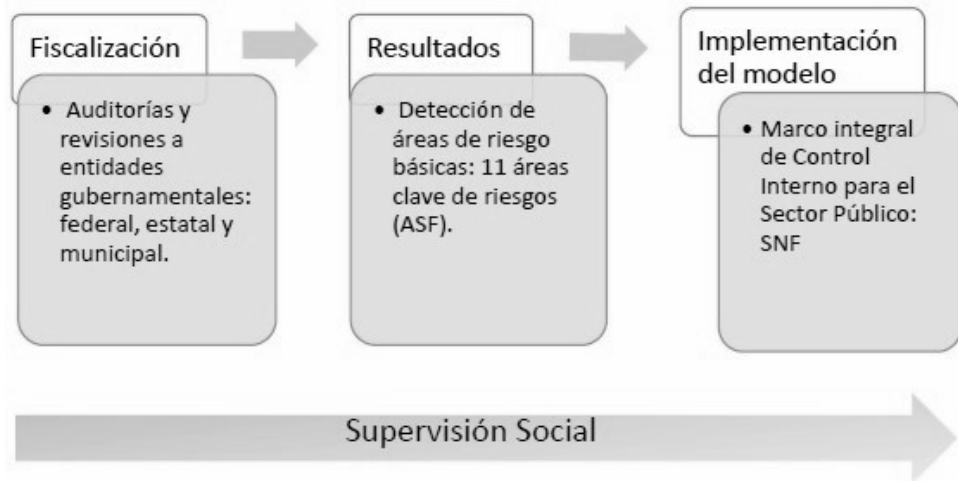 Fiscalización
• Auditorías y
revisiones a
entidades
gubernamentales:
federal, estatal y
municipal.
Resultados
• Detección de
áreas de riesgo
básicas: 11 áreas
clave de riesgos
(ASF).
Implementación
del modelo
• Marco integral
de Control
Interno para el
Sector Público:
SNF
Supervisión Social